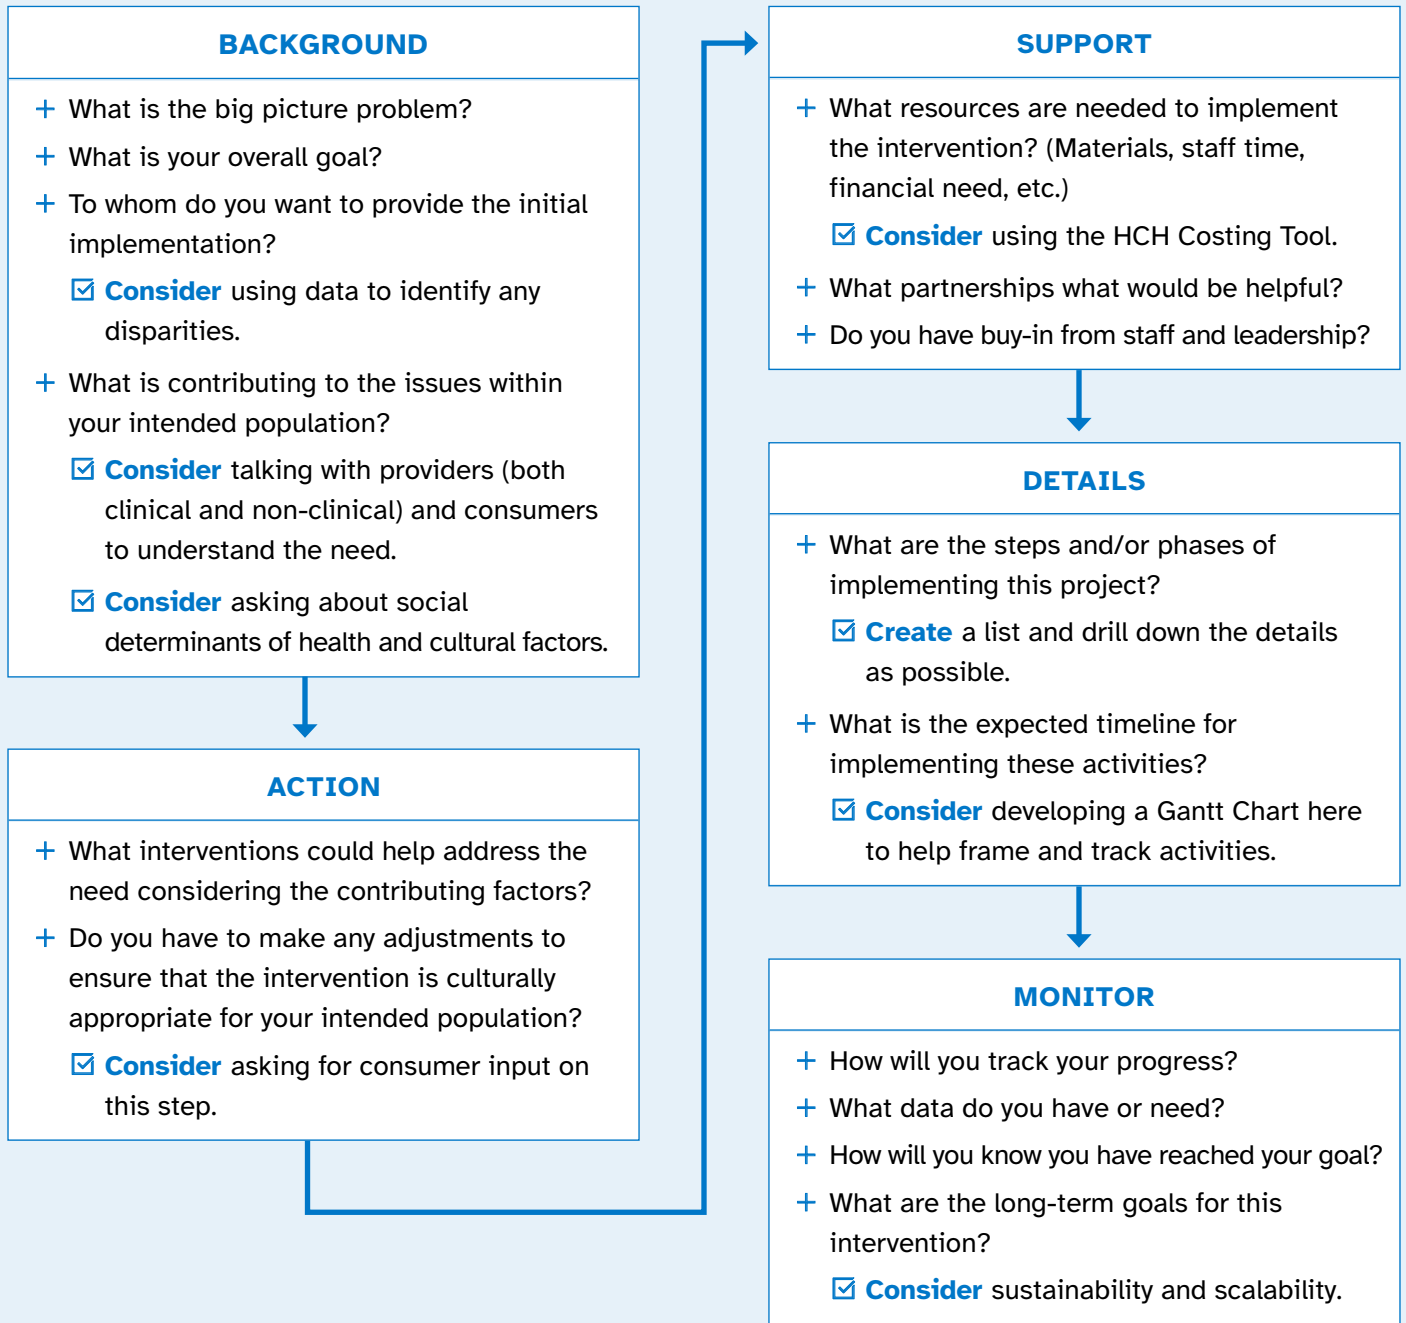 BACKGROUND
+ What is the big picture problem?
+ What is your overall goal?
+ To whom do you want to provide the initial
implementation?
☑ Consider using data to identify any
disparities.
+ What is contributing to the issues within
your intended population?
☑ Consider talking with providers (both
clinical and non-clinical) and consumers
to understand the need.
☑ Consider asking about social
determinants of health and cultural factors.
ACTION
+ What interventions could help address the
need considering the contributing factors?
+ Do you have to make any adjustments to
ensure that the intervention is culturally
appropriate for your intended population?
☑ Consider asking for consumer input on
this step.
SUPPORT
+ What resources are needed to implement
the intervention? (Materials, staff time,
financial need, etc.)
☑ Consider using the HCH Costing Tool.
+ What partnerships what would be helpful?
+ Do you have buy-in from staff and leadership?
DETAILS
+ What are the steps and/or phases of
implementing this project?
☑ Create a list and drill down the details
as possible.
+ What is the expected timeline for
implementing these activities?
☑ Consider developing a Gantt Chart here
to help frame and track activities.
MONITOR
+ How will you track your progress?
+ What data do you have or need?
+ How will you know you have reached your goal?
+ What are the long-term goals for this
intervention?
☑ Consider sustainability and scalability.